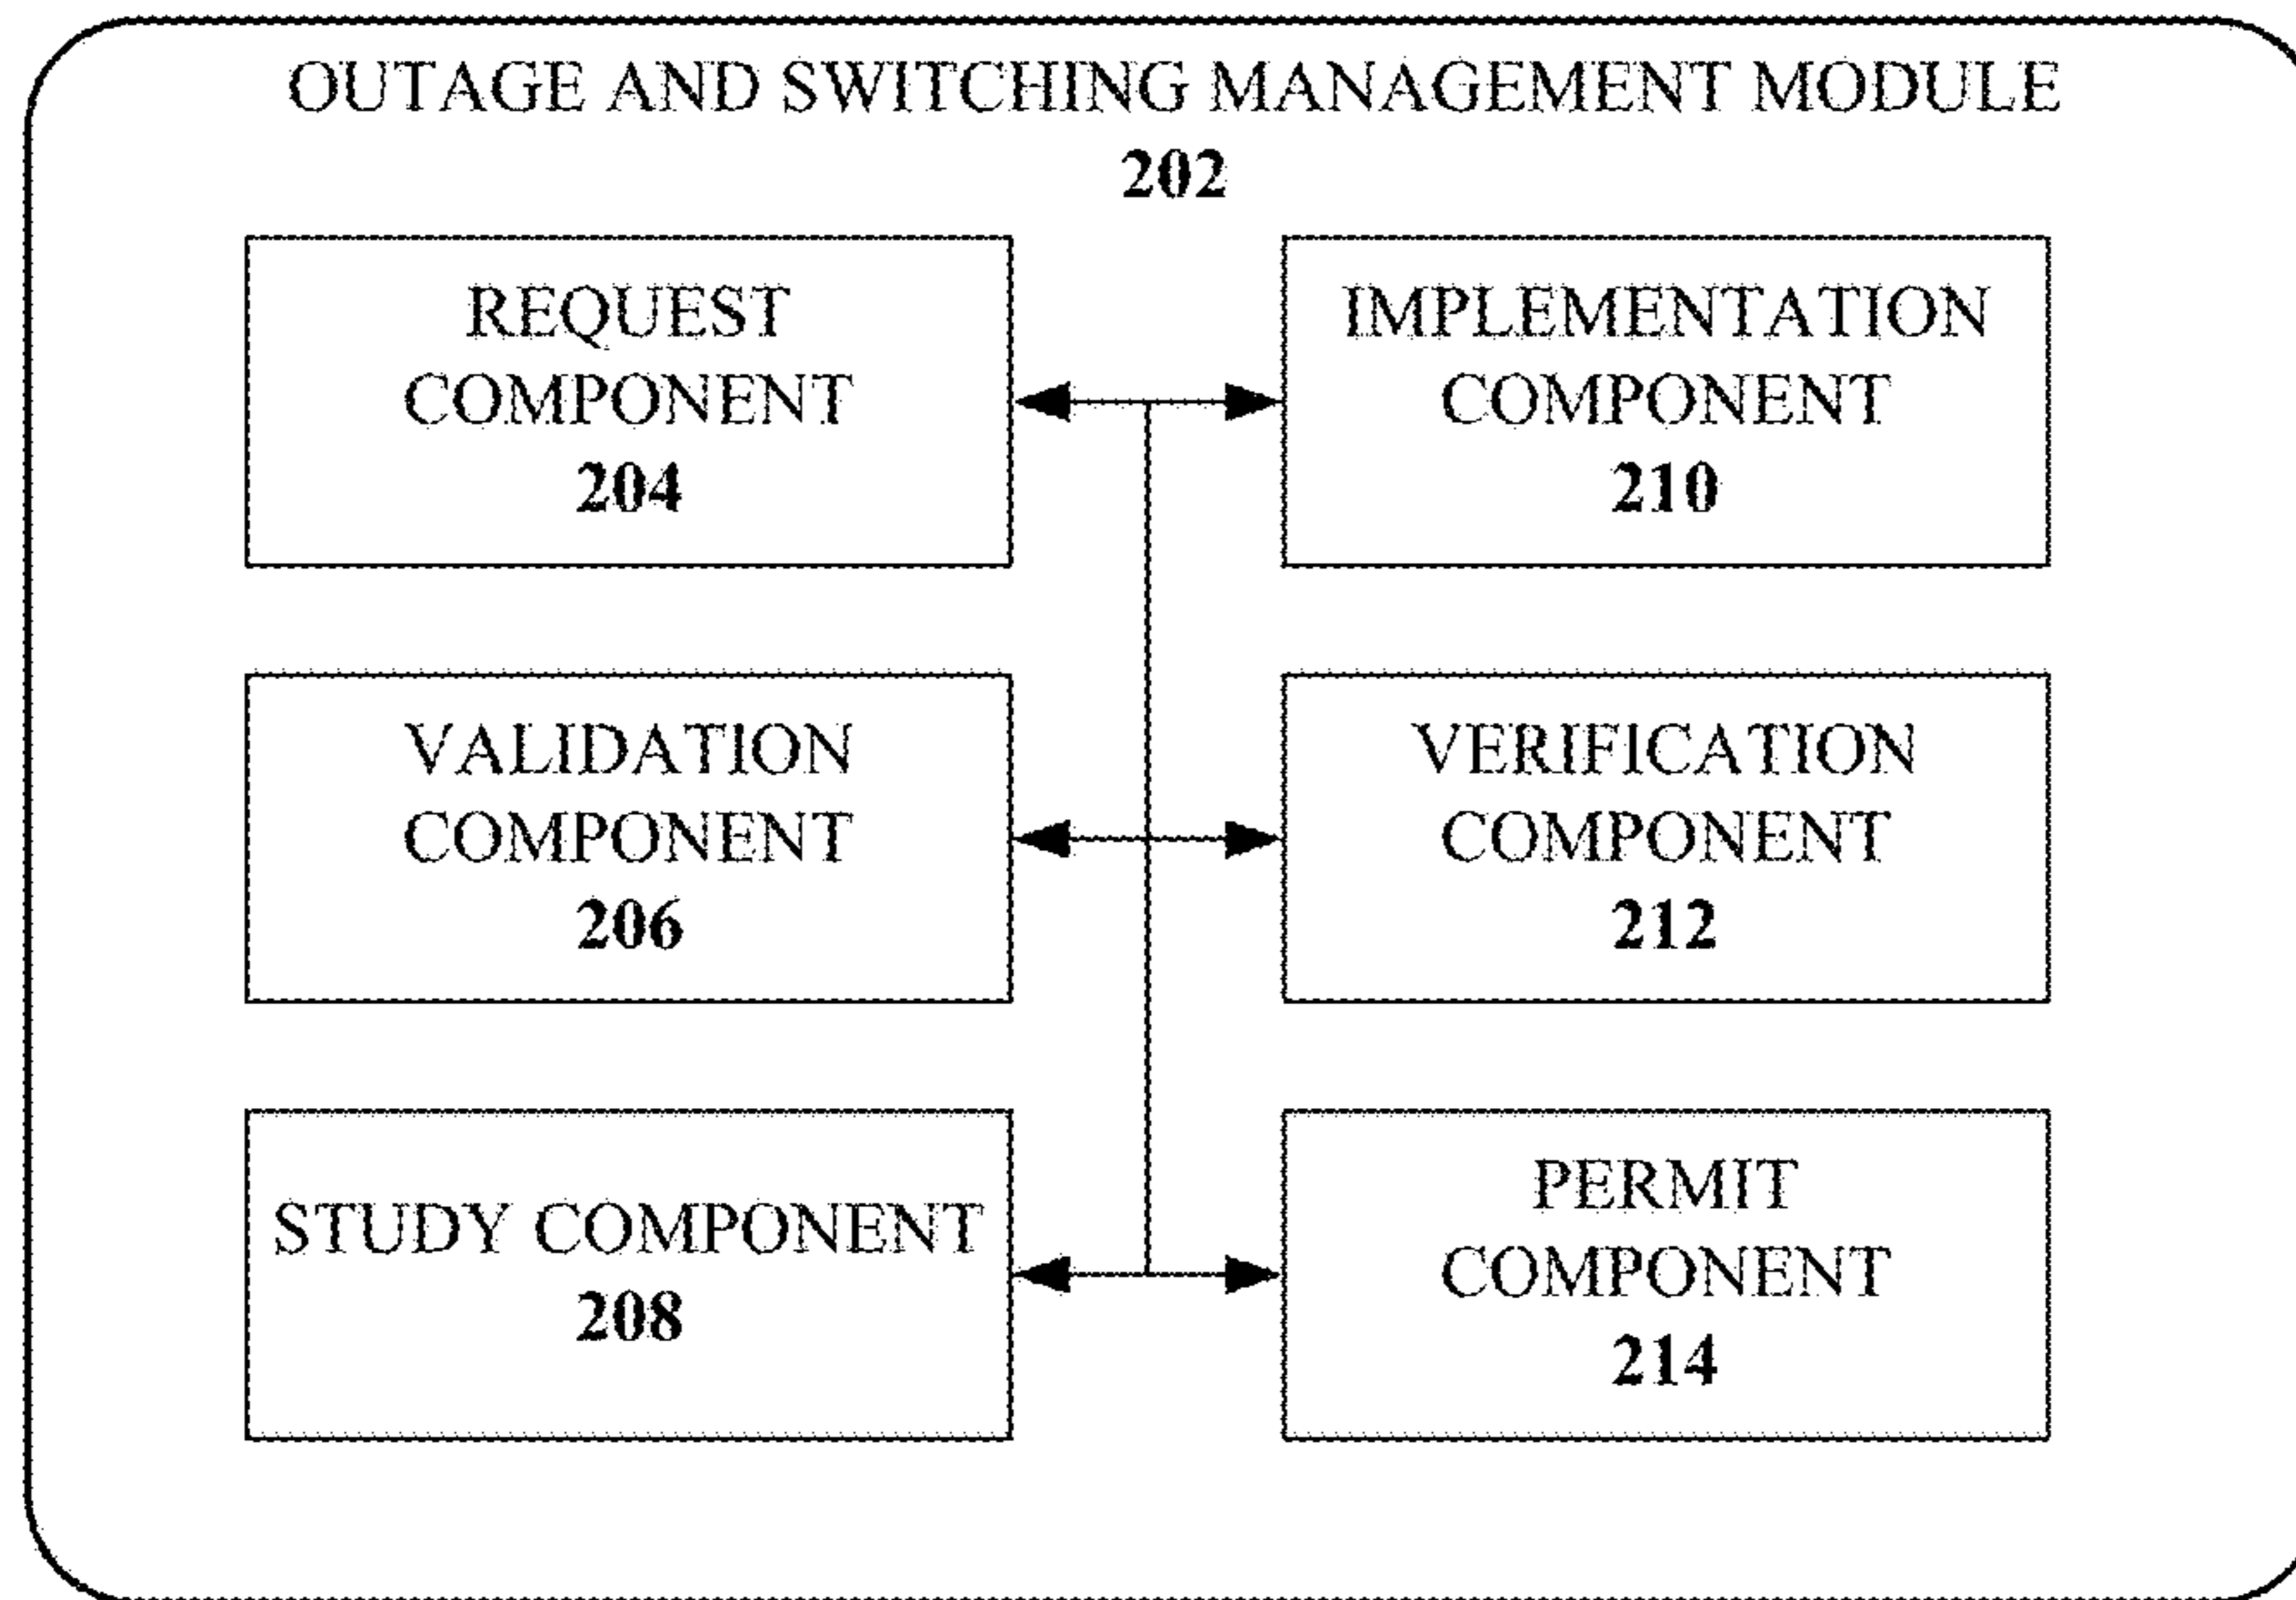 OUTAGE AND SWITCHING MANAGEMENT MODULE
202
REQUEST
COMPONENT
204
IMPLEMENTATION
COMPONENT
210
VALIDATION
COMPONENT
206
VERIFICATION
COMPONENT
212
STUDY COMPONENT
208
PERMIT
COMPONENT
214